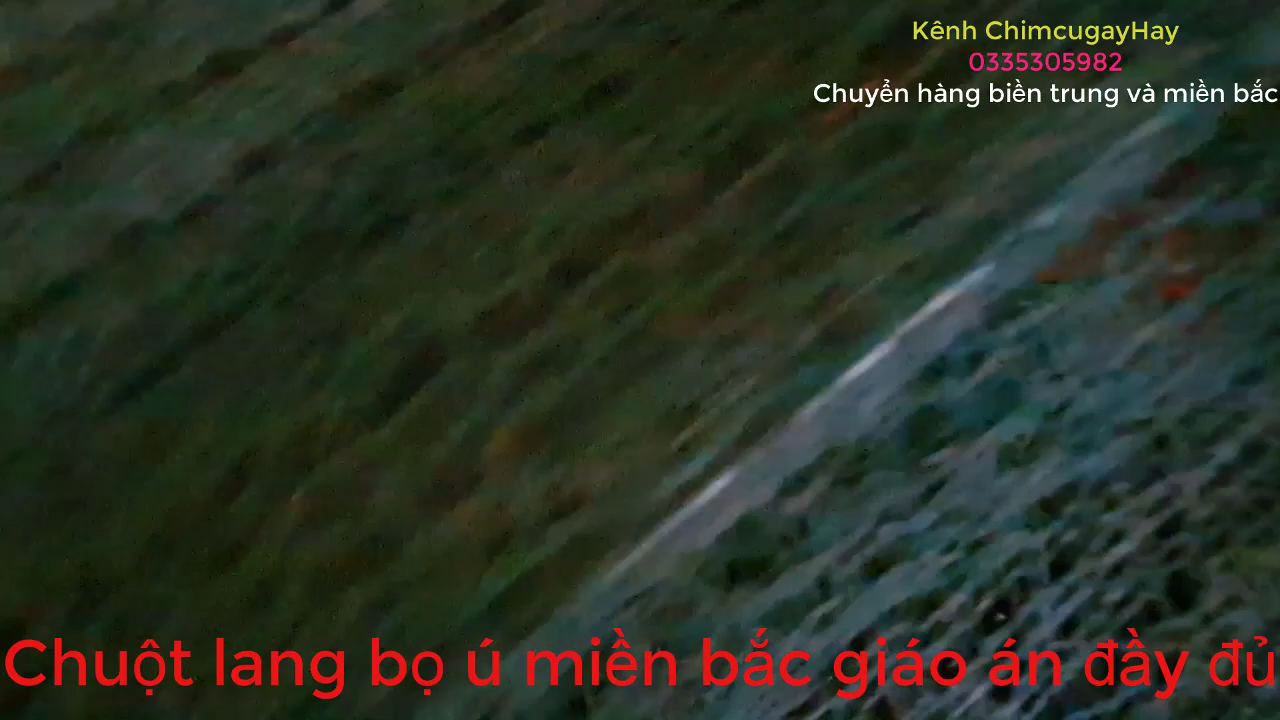 Kênh ChimcugayHay
0335305982
Chuyển hàng biền trung và miền bắc
Chuột lang bọ ú miền bắc giáo án đầy đủ